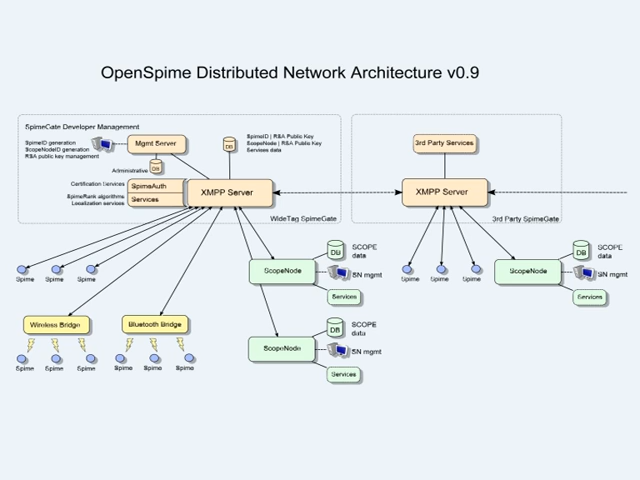 OpenSpime Distributed Network Architecture v0.9
SpimeGate Developer Management
SpimeID generation
ScopeNodeID generation
RSA public key management
Mgmt Server
Administrative
DB
DB
SpimeID | RSA Public Key
ScopeNode | RSA Public Key
Services data
Certification Services
SpimeAuth
SpimeRank algorithms
Localization services
Services
XMPP Server
WideTag SpimeGate
3rd Party Services
XMPP Server
3rd Party SpimeGate
Spime
Spime
Spime
ScopeNode
DB
SCOPE
data
SN mgmt
Services
Spime
Spime
Spime
ScopeNode
DB
SCOPE
data
SN mgmt
Services
Wireless Bridge
Bluetooth Bridge
Spime
Spime
Spime
Spime
Spime
Spime
ScopeNode
DB
SCOPE
data
SN mgmt
Services